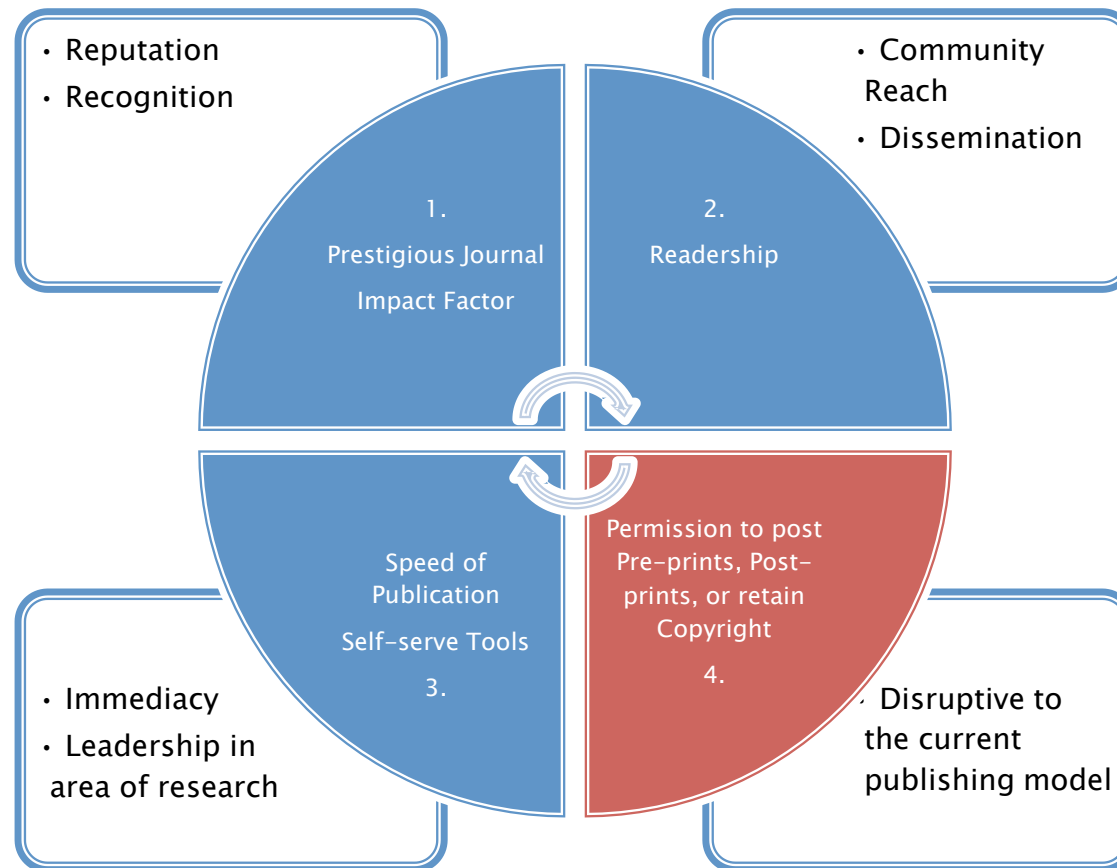 · Reputation
· Recognition
· Community
Reach
· Dissemination
1.
Prestigious Journal
Impact Factor
2.
Readership
Speed of
Publication
Self-serve Tools
3.
Permission to post
Pre-prints, Post-
prints, or retain
Copyright
4.
· Immediacy
· Leadership in
area of research
· Disruptive to
the current
publishing model